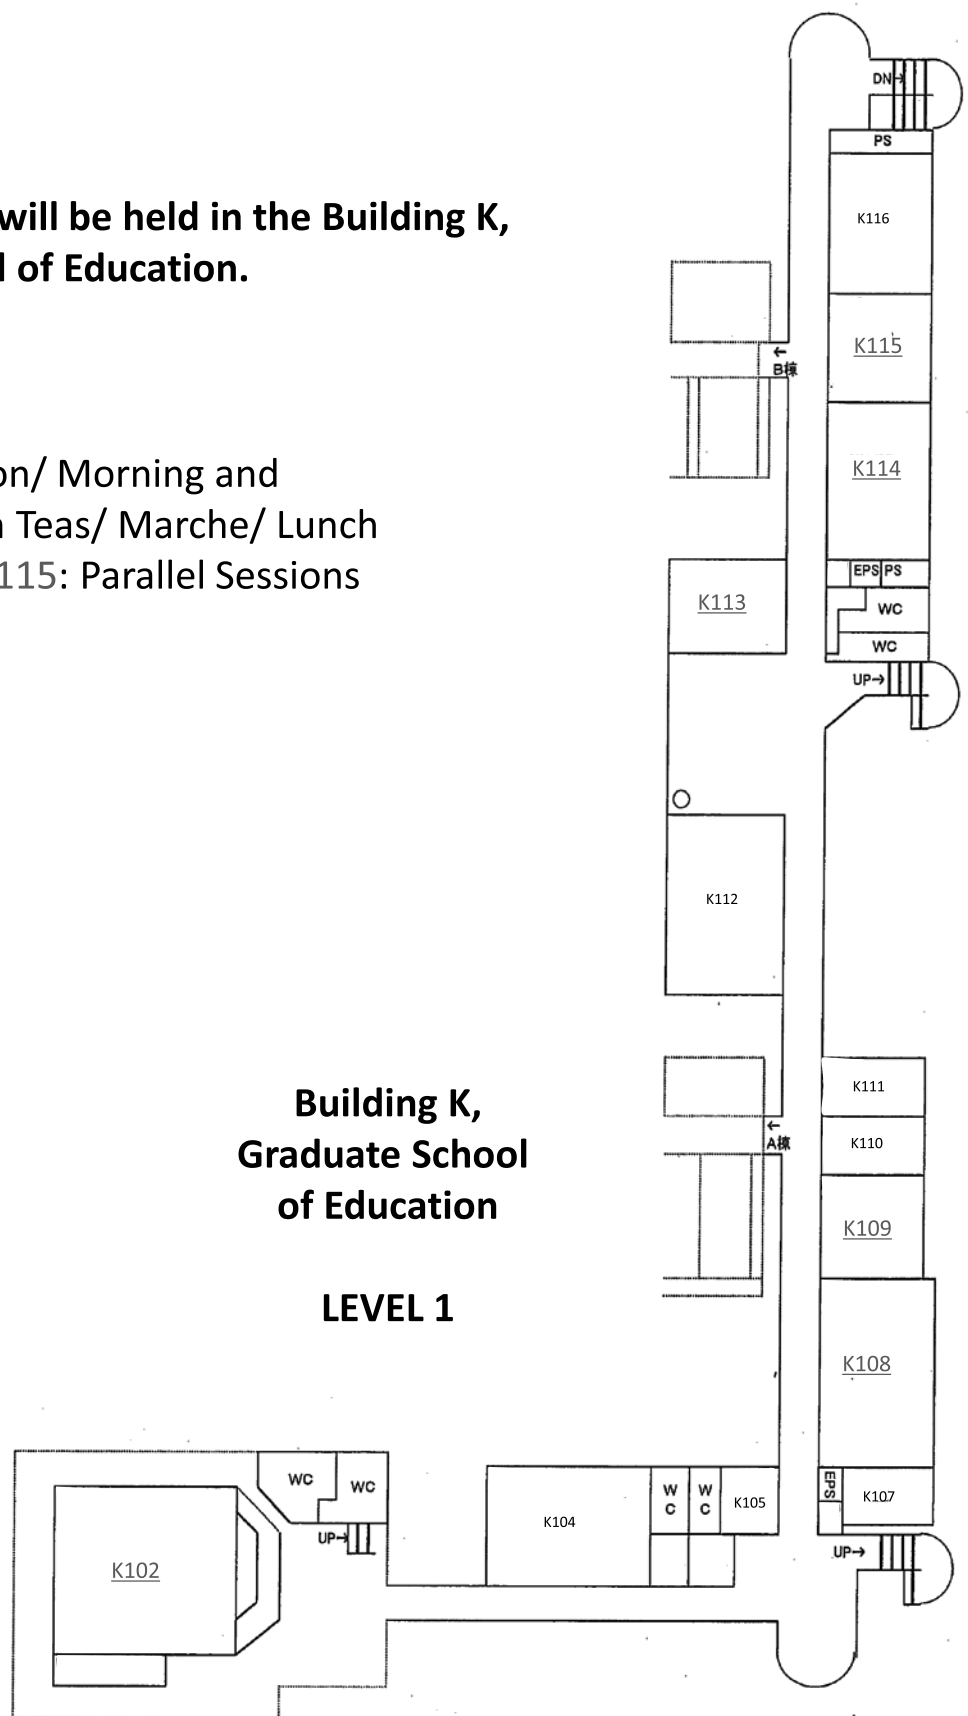 will be held in the Building K,
l of Education.
on/ Morning and
n Teas/ Marche/ Lunch
115: Parallel Sessions
Building K,
Graduate School
of Education
LEVEL 1
DN→
PS
K116
K115
←
B棟
K114
EPS PS
K113
WC
WC
UP→
K112
K111
←
A棟
K110
K109
K108
WC
WC
EPS
K107
K104
WC
WC
K105
UP→
UP→
K102